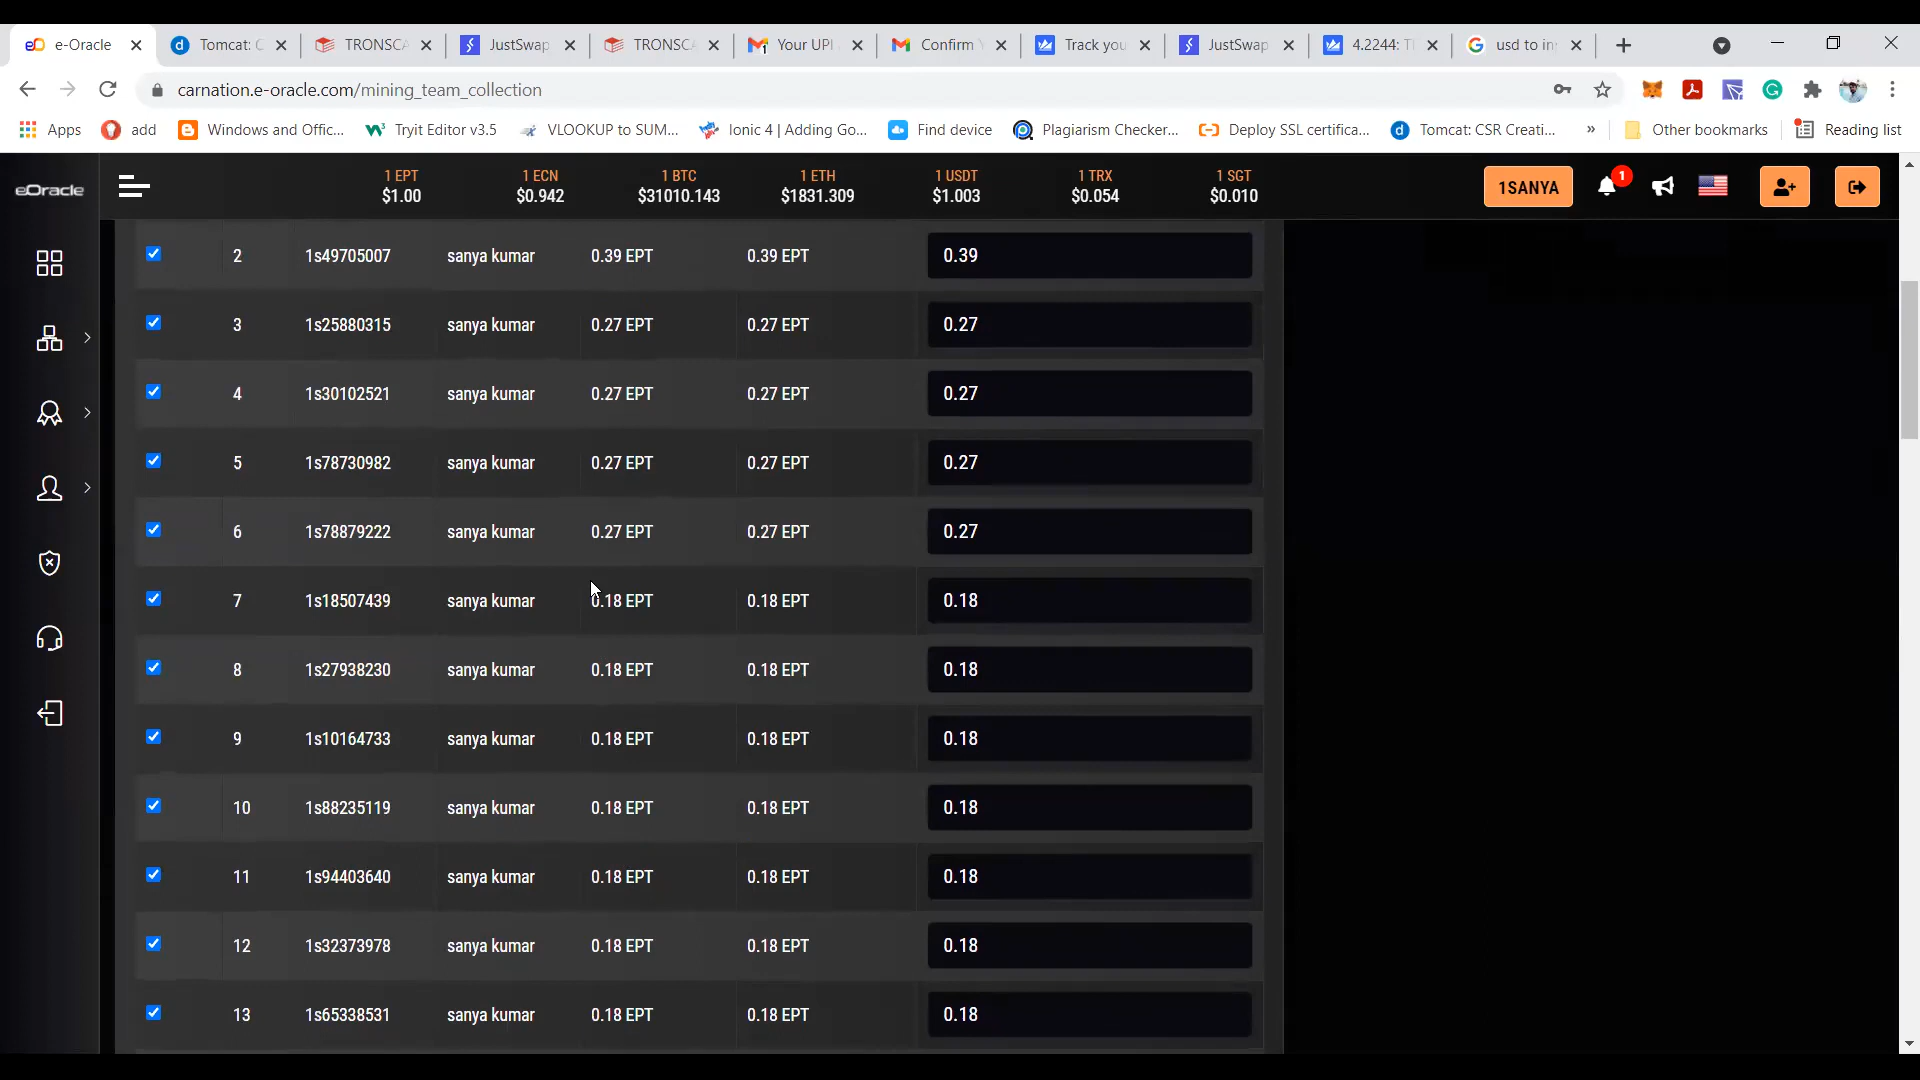 e-Oracle
Tomcat: C
TRONSCA
JustSwap
TRONSCA
Your UPI
Confirm Y
Track you
JustSwap
4.2244: T
usd to in
carnation.e-oracle.com/mining_team_collection
Apps
add
Windows and Offic...
Tryit Editor v3.5
VLOOKUP to SUM...
Ionic 4 | Adding Go...
Find device
Plagiarism Checker...
Deploy SSL certifica...
Tomcat: CSR Creati...
»
Other bookmarks
Reading list
eOracle
1 EPT
$1.00
1 ECN
$0.942
1 BTC
$31010.143
1 ETH
$1831.309
1 USDT
$1.003
1 TRX
$0.054
1 SGT
$0.010
1SANYA
1
2 1s49705007 sanya kumar 0.39 EPT 0.39 EPT 0.39
3 1s25880315 sanya kumar 0.27 EPT 0.27 EPT 0.27
4 1s30102521 sanya kumar 0.27 EPT 0.27 EPT 0.27
5 1s78730982 sanya kumar 0.27 EPT 0.27 EPT 0.27
6 1s78879222 sanya kumar 0.27 EPT 0.27 EPT 0.27
7 1s18507439 sanya kumar 0.18 EPT 0.18 EPT 0.18
8 1s27938230 sanya kumar 0.18 EPT 0.18 EPT 0.18
9 1s10164733 sanya kumar 0.18 EPT 0.18 EPT 0.18
10 1s88235119 sanya kumar 0.18 EPT 0.18 EPT 0.18
11 1s94403640 sanya kumar 0.18 EPT 0.18 EPT 0.18
12 1s32373978 sanya kumar 0.18 EPT 0.18 EPT 0.18
13 1s65338531 sanya kumar 0.18 EPT 0.18 EPT 0.18